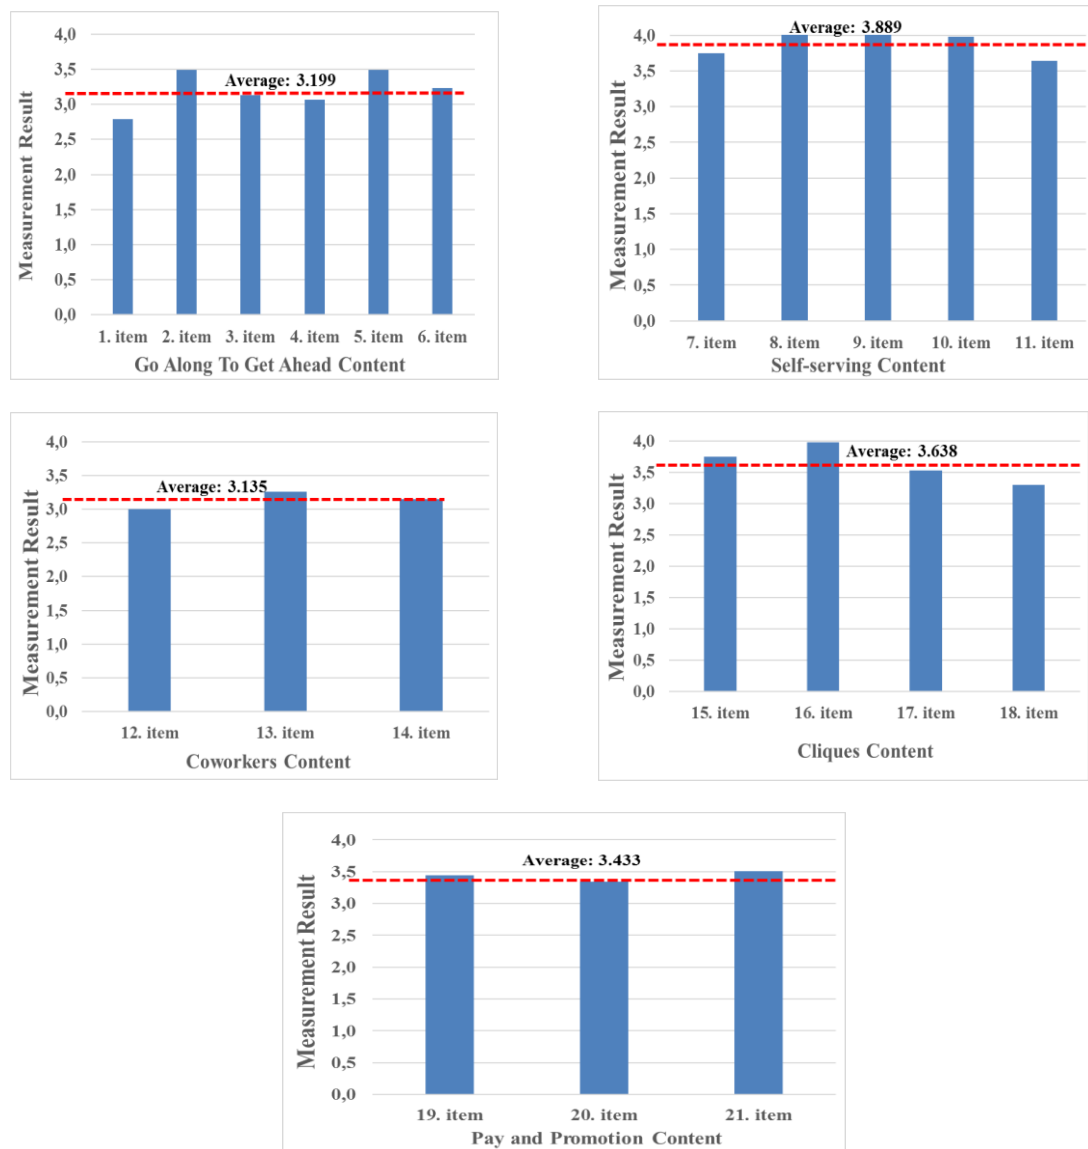 Measurement Result
4,0
3,5
3,0
2,5
2,0
1,5
1,0
0,5
0,0
Average: 3.199
1. item 2. item 3. item 4. item 5. item 6. item
Go Along To Get Ahead Content
Measurement Result
4,0
3,5
3,0
2,5
2,0
1,5
1,0
0,5
0,0
Average: 3.889
7. item 8. item 9. item 10. item 11. item
Self-serving Content
Measurement Result
4,0
3,5
3,0
2,5
2,0
1,5
1,0
0,5
0,0
Average: 3.135
12. item 13. item 14. item
Coworkers Content
Measurement Result
4,0
3,5
3,0
2,5
2,0
1,5
1,0
0,5
0,0
Average: 3.638
15. item 16. item 17. item 18. item
Cliques Content
Measurement Result
4,0
3,5
3,0
2,5
2,0
1,5
1,0
0,5
0,0
Average: 3.433
19. item 20. item 21. item
Pay and Promotion Content